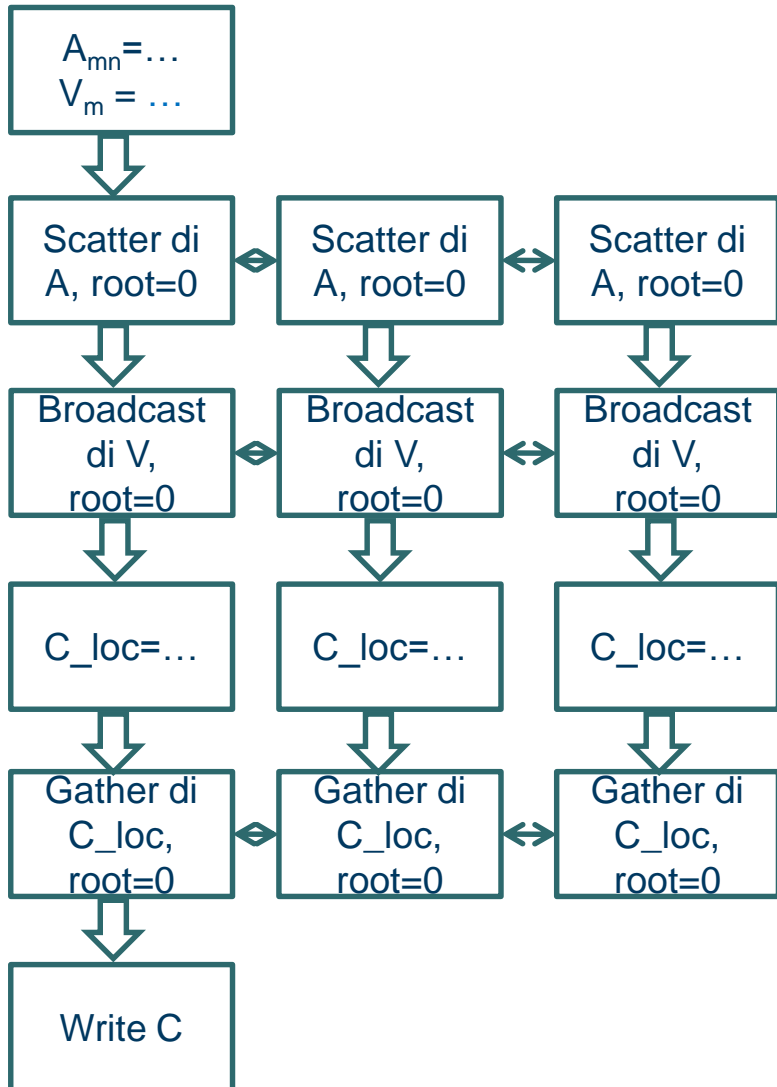 Amn=…
Vm = …
Scatter di
A, root=0
Scatter di
A, root=0
Scatter di
A, root=0
Broadcast
di V,
root=0
Broadcast
di V,
root=0
Broadcast
di V,
root=0
C_loc=…
C_loc=…
C_loc=…
Gather di
C_loc,
root=0
Gather di
C_loc,
root=0
Gather di
C_loc,
root=0
Write C